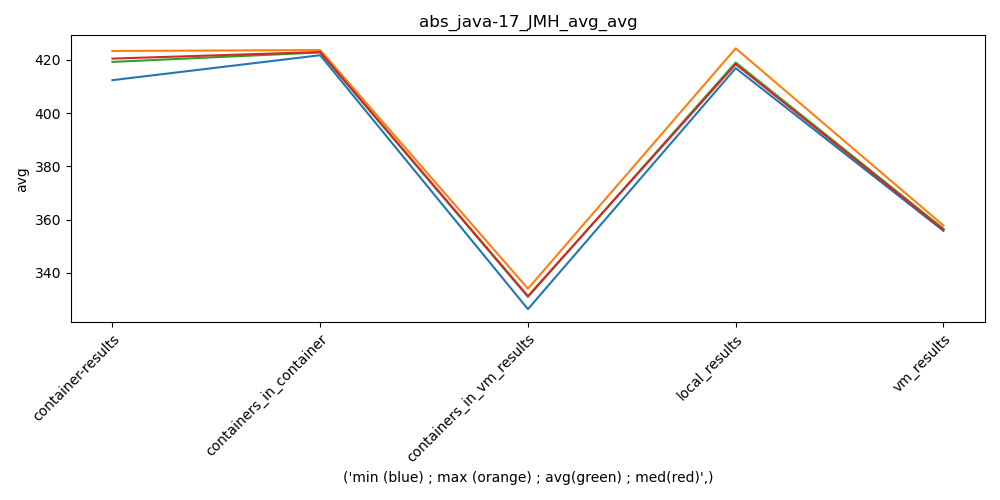 abs_java-17_JMH_avg_avg
avg
420
400
380
360
340
container-results
containers_in_container
containers_in_vm_results
local_results
vm_results
('min (blue) ; max (orange) ; avg(green) ; med(red)',)